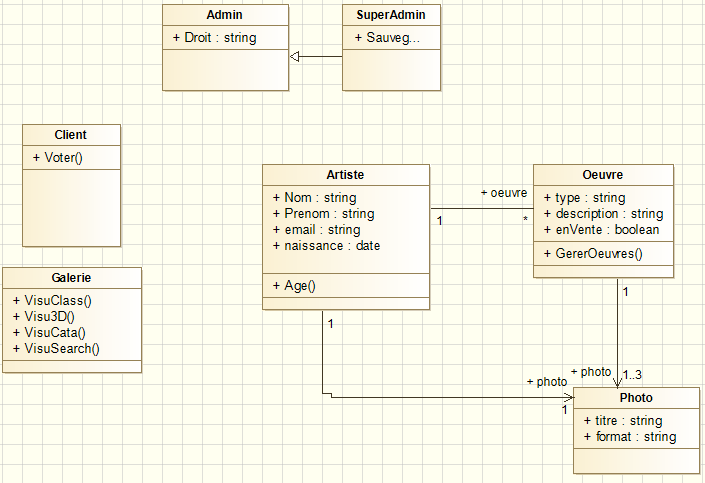 Admin
+ Droit : string
SuperAdmin
+ Sauveg...
Client
+ Voter()
Artiste
+ Nom : string
+ Prenom : string
+ email : string
+ naissance : date
+ Age()
+ oeuvre
1
*
Oeuvre
+ type : string
+ description : string
+ enVente : boolean
+ GererOeuvres()
Galerie
+ VisuClass()
+ Visu3D()
+ VisuCata()
+ VisuSearch()
1
1
+ photo
1..3
+ photo
1
Photo
+ titre : string
+ format : string